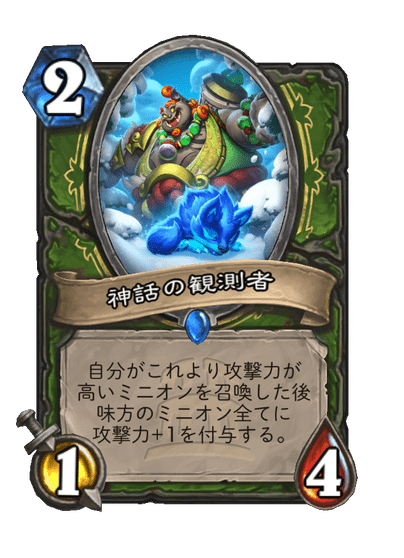 2
神話の観測者
自分がこれより攻撃力が
高いミニオンを召喚した後
味方のミニオン全てに
攻撃力+1を付与する。
1
4